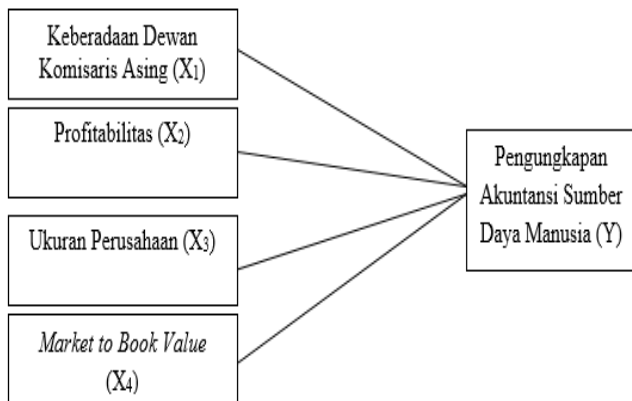 Keberadaan Dewan
Komisaris Asing (X₁)
Profitabilitas (X₂)
Ukuran Perusahaan (X₃)
Market to Book Value
(X₄)
Pengungkapan
Akuntansi Sumber
Daya Manusia (Y)